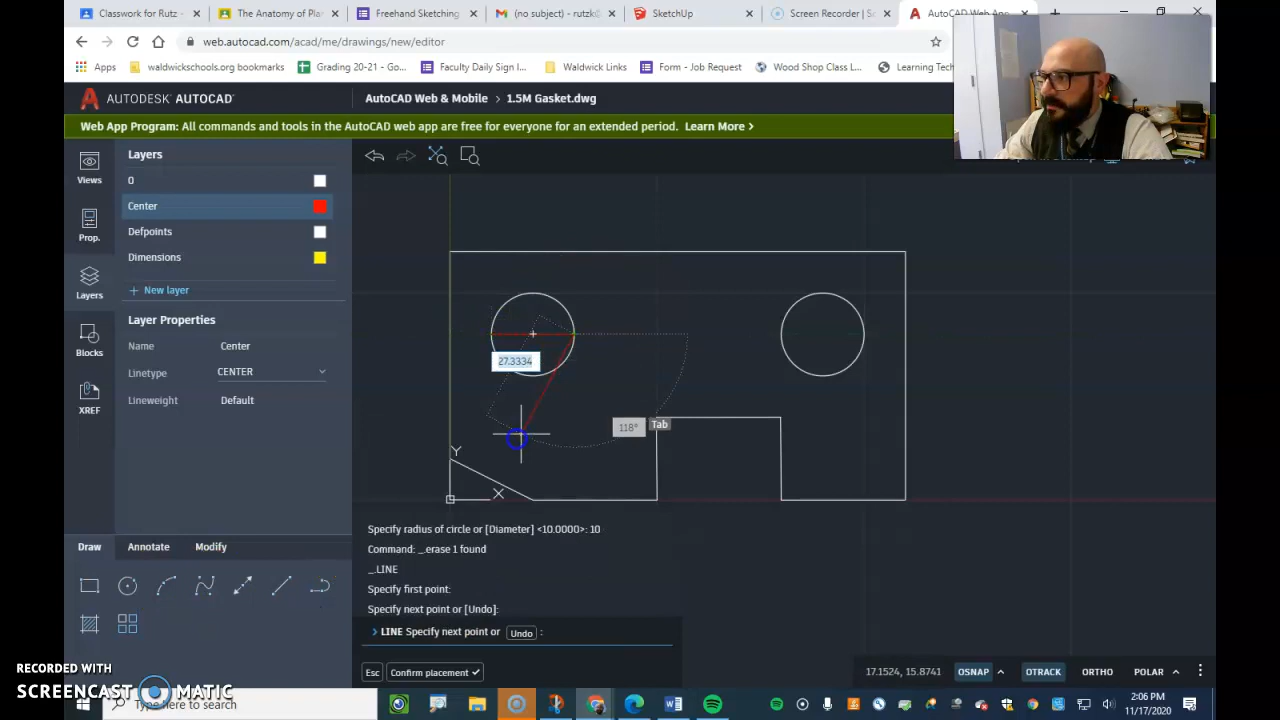 Classwork for Rutz -
The Anatomy of Pla
Freehand Sketching
(no subject) - rutzk@
SketchUp
Screen Recorder | Sc
AutoCAD Web App
web.autocad.com/acad/me/drawings/new/editor
Apps
waldwickschools.org bookmarks
Grading 20-21 - Go...
Faculty Daily Sign I...
Waldwick Links
Form - Job Request
Wood Shop Class L...
Learning Tech
AUTODESK AUTOCAD
AutoCAD Web & Mobile > 1.5M Gasket.dwg
Web App Program: All commands and tools in the AutoCAD web app are free for everyone for an extended period. Learn More >
Views
Prop.
Layers
Blocks
XREF
Layers
0
Center
Defpoints
Dimensions
+ New layer
Layer Properties
Name Center
Linetype CENTER
Lineweight Default
27.3334
118°
Tab
Y
X
Draw Annotate Modify
Specify radius of circle or [Diameter] <10.0000>: 10
Command: _.erase 1 found
_.LINE
Specify first point:
Specify next point or [Undo]:
> LINE Specify next point or Undo :
Esc
Confirm placement
17.1524, 15.8741
OSNAP
OTRACK
ORTHO
POLAR
RECORDED WITH
SCREENCAST MATIC
Type here to search
2:06 PM
11/17/2020